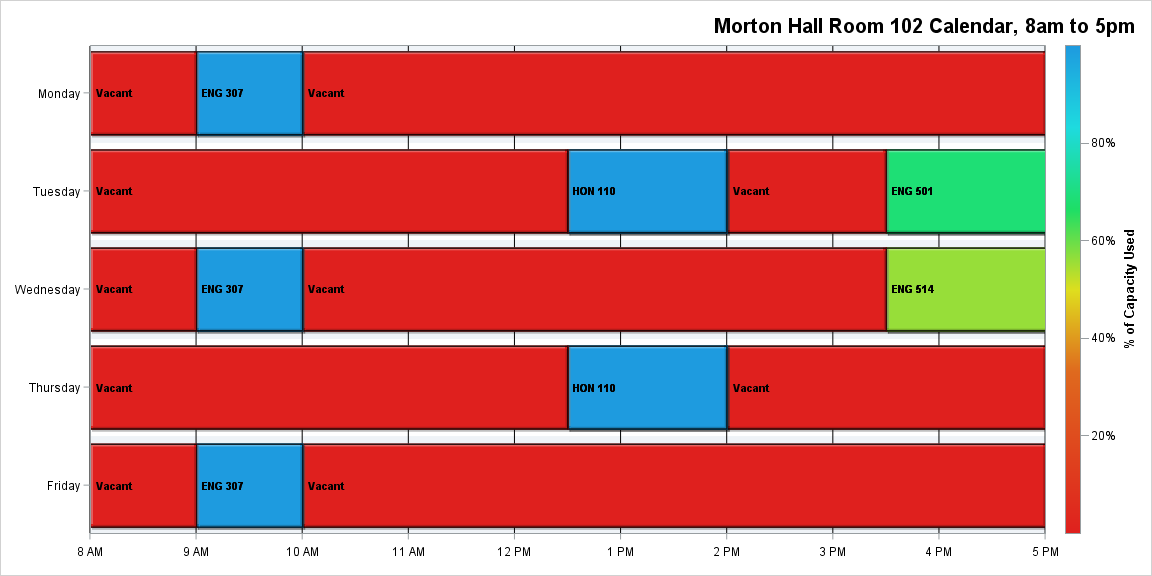 Morton Hall Room 102 Calendar, 8am to 5pm
Monday
Vacant
ENG 307
Vacant
Tuesday
Vacant
HON 110
Vacant
ENG 501
Wednesday
Vacant
ENG 307
Vacant
ENG 514
Thursday
Vacant
HON 110
Vacant
Friday
Vacant
ENG 307
Vacant
8 AM
9 AM
10 AM
11 AM
12 PM
1 PM
2 PM
3 PM
4 PM
5 PM
80%
60%
40%
20%
% of Capacity Used